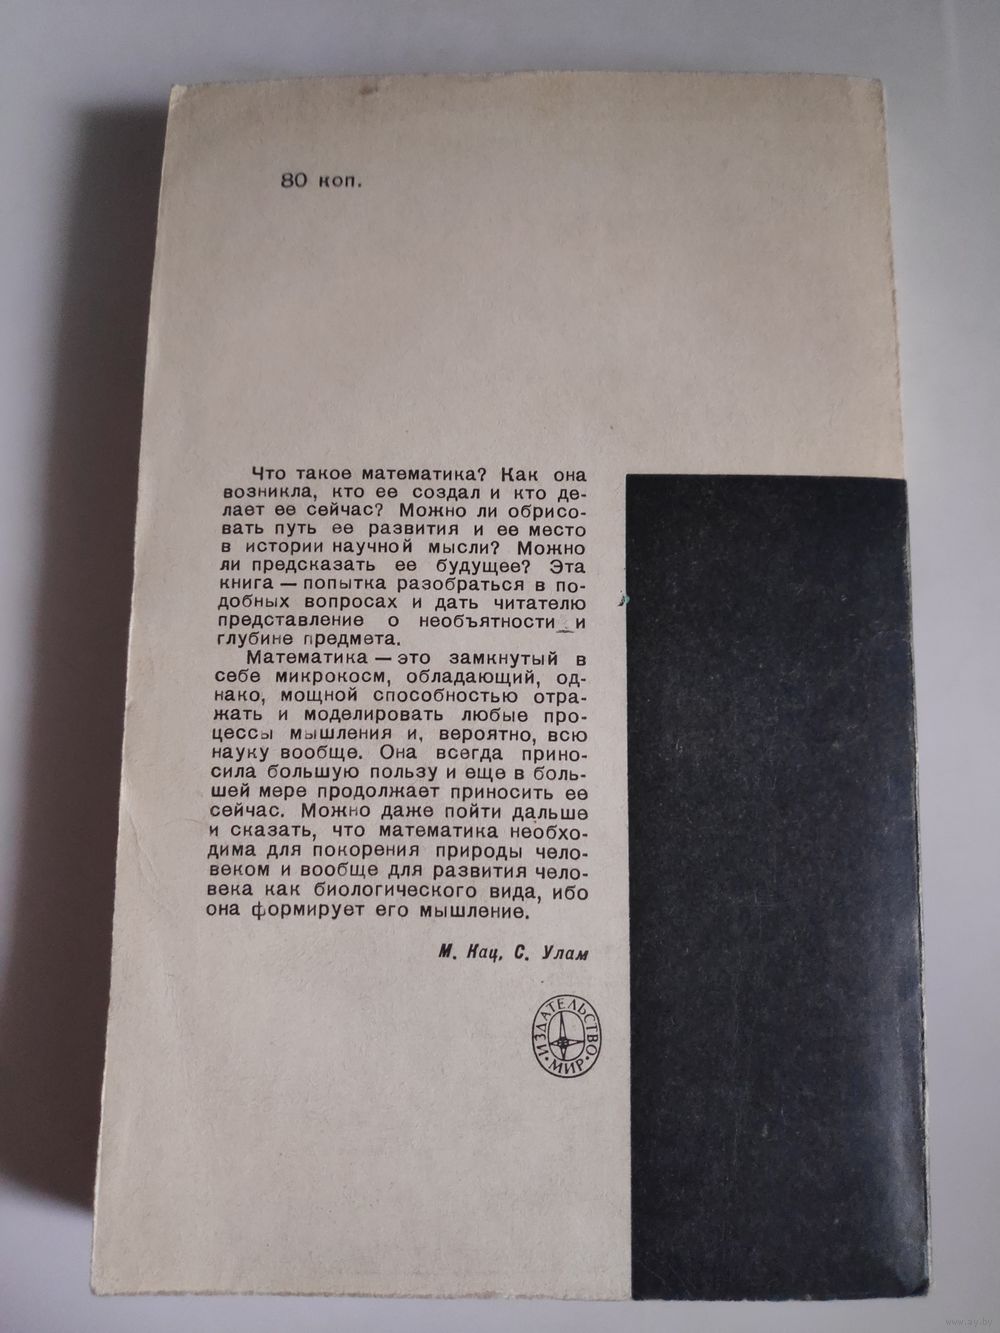 80 коп.
Что такое математика? Как она
возникла, кто ее создал и кто де-
лает ее сейчас? Можно ли обрисо-
вать путь ее развития и ее место
в истории научной мысли? Можно
ли предсказать ее будущее? Эта
книга — попытка разобраться в по-
добных вопросах и дать читателю
представление о необъятности и
глубине предмета.
Математика — это замкнутый в
себе микрокосм, обладающий, од-
нако, мощной способностью отра-
жать и моделировать любые про-
цессы мышления и, вероятно, всю
науку вообще. Она всегда прино-
сила большую пользу и еще в боль-
шей мере продолжает приносить ее
сейчас. Можно даже пойти дальше
и сказать, что математика необхо-
дима для покорения природы чело-
веком и вообще для развития чело-
века как биологического вида, ибо
она формирует его мышление.
М. Кац, С. Улам
ИЗДАТЕЛЬСТВО
•МИР•
www.ay.by